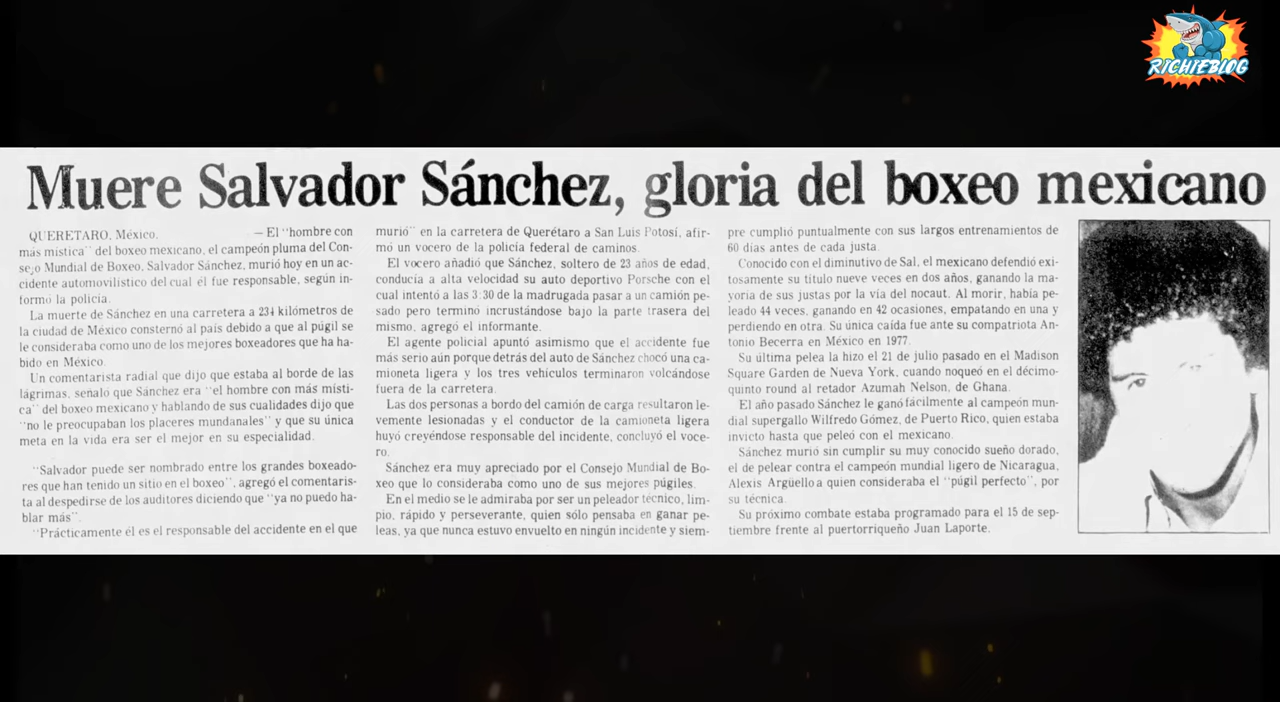 RICHIEBLOG
Muere Salvador Sánchez, gloria del boxeo mexicano
QUERETARO, México. — El "hombre con
más mística" del boxeo mexicano, el campeón pluma del Con-
sejo Mundial de Boxeo, Salvador Sánchez, murió hoy en un ac-
cidente automovilístico del cual él fue responsable, según in-
formó la policía.
La muerte de Sánchez en una carretera a 234 kilómetros de
la ciudad de México consternó al país debido a que al púgil se
le consideraba como uno de los mejores boxeadores que ha ha-
bido en México.
Un comentarista radial que dijo que estaba al borde de las
lágrimas, señaló que Sánchez era "el hombre con más místi-
ca" del boxeo mexicano y hablando de sus cualidades dijo que
"no le preocupaban los placeres mundanales" y que su única
meta en la vida era ser el mejor en su especialidad.
"Salvador puede ser nombrado entre los grandes boxeado-
res que han tenido un sitio en el boxeo", agregó el comentaris-
ta al despedirse de los auditores diciendo que "ya no puedo ha-
blar más".
"Prácticamente él es el responsable del accidente en el que
murió" en la carretera de Querétaro a San Luis Potosí, afir-
mó un vocero de la policía federal de caminos.
El vocero añadió que Sánchez, soltero de 23 años de edad,
conducía a alta velocidad su auto deportivo Porsche con el
cual intentó a las 3:30 de la madrugada pasar a un camión pe-
sado pero terminó incrustándose bajo la parte trasera del
mismo, agregó el informante.
El agente policial apuntó asimismo que el accidente fue
más serio aún porque detrás del auto de Sánchez chocó una ca-
mioneta ligera y los tres vehículos terminaron volcándose
fuera de la carretera.
Las dos personas a bordo del camión de carga resultaron le-
vemente lesionadas y el conductor de la camioneta ligera
huyó creyéndose responsable del incidente, concluyó el voce-
ro.
Sánchez era muy apreciado por el Consejo Mundial de Bo-
xeo que lo consideraba como uno de sus mejores púgiles.
En el medio se le admiraba por ser un peleador técnico, lim-
pio, rápido y perseverante, quien sólo pensaba en ganar pe-
leas, ya que nunca estuvo envuelto en ningún incidente y siem-
pre cumplió puntualmente con sus largos entrenamientos de
60 días antes de cada justa.
Conocido con el diminutivo de Sal, el mexicano defendió exi-
tosamente su título nueve veces en dos años, ganando la ma-
yoría de sus justas por la vía del nocaut. Al morir, había pe-
leado 44 veces, ganando en 42 ocasiones, empatando en una y
perdiendo en otra. Su única caída fue ante su compatriota An-
tonio Becerra en México en 1977.
Su última pelea la hizo el 21 de julio pasado en el Madison
Square Garden de Nueva York, cuando noqueó en el décimo-
quinto round al retador Azumah Nelson, de Ghana.
El año pasado Sánchez le ganó fácilmente al campeón mun-
dial supergallo Wilfredo Gómez, de Puerto Rico, quien estaba
invicto hasta que peleó con el mexicano.
Sánchez murió sin cumplir su muy conocido sueño dorado,
el de pelear contra el campeón mundial ligero de Nicaragua,
Alexis Argüello a quien consideraba el "púgil perfecto", por
su técnica.
Su próximo combate estaba programado para el 15 de sep-
tiembre frente al puertorriqueño Juan Laporte.